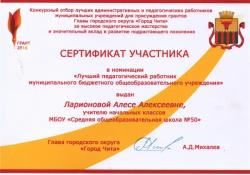 Конкурсный отбор лучших административных и педагогических работников
муниципальных учреждений для присуждения грантов
Главы городского округа "Город Чита"
за высокое педагогическое мастерство
и значительный вклад в развитие подрастающего поколения
ГРАНТ
2014
СЕРТИФИКАТ УЧАСТНИКА
в номинации
«Лучший педагогический работник
муниципального бюджетного общеобразовательного учреждения»
выдан
Ларионовой Алесе Алексеевне,
учителю начальных классов
МБОУ «Средняя общеобразовательная школа №50»
Глава городского округа
«Город Чита»
А.Д.Михалев